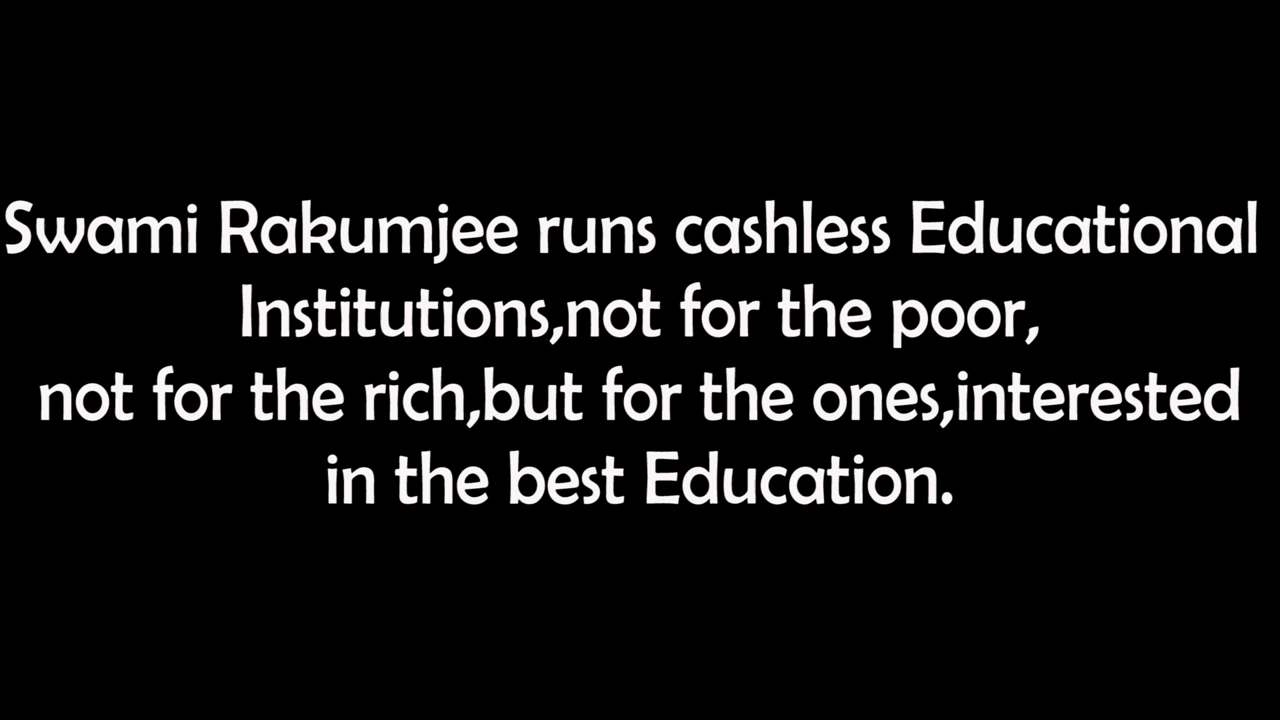 Swami Rakumjee runs cashless Educational
Institutions,not for the poor,
not for the rich,but for the ones,interested
in the best Education.